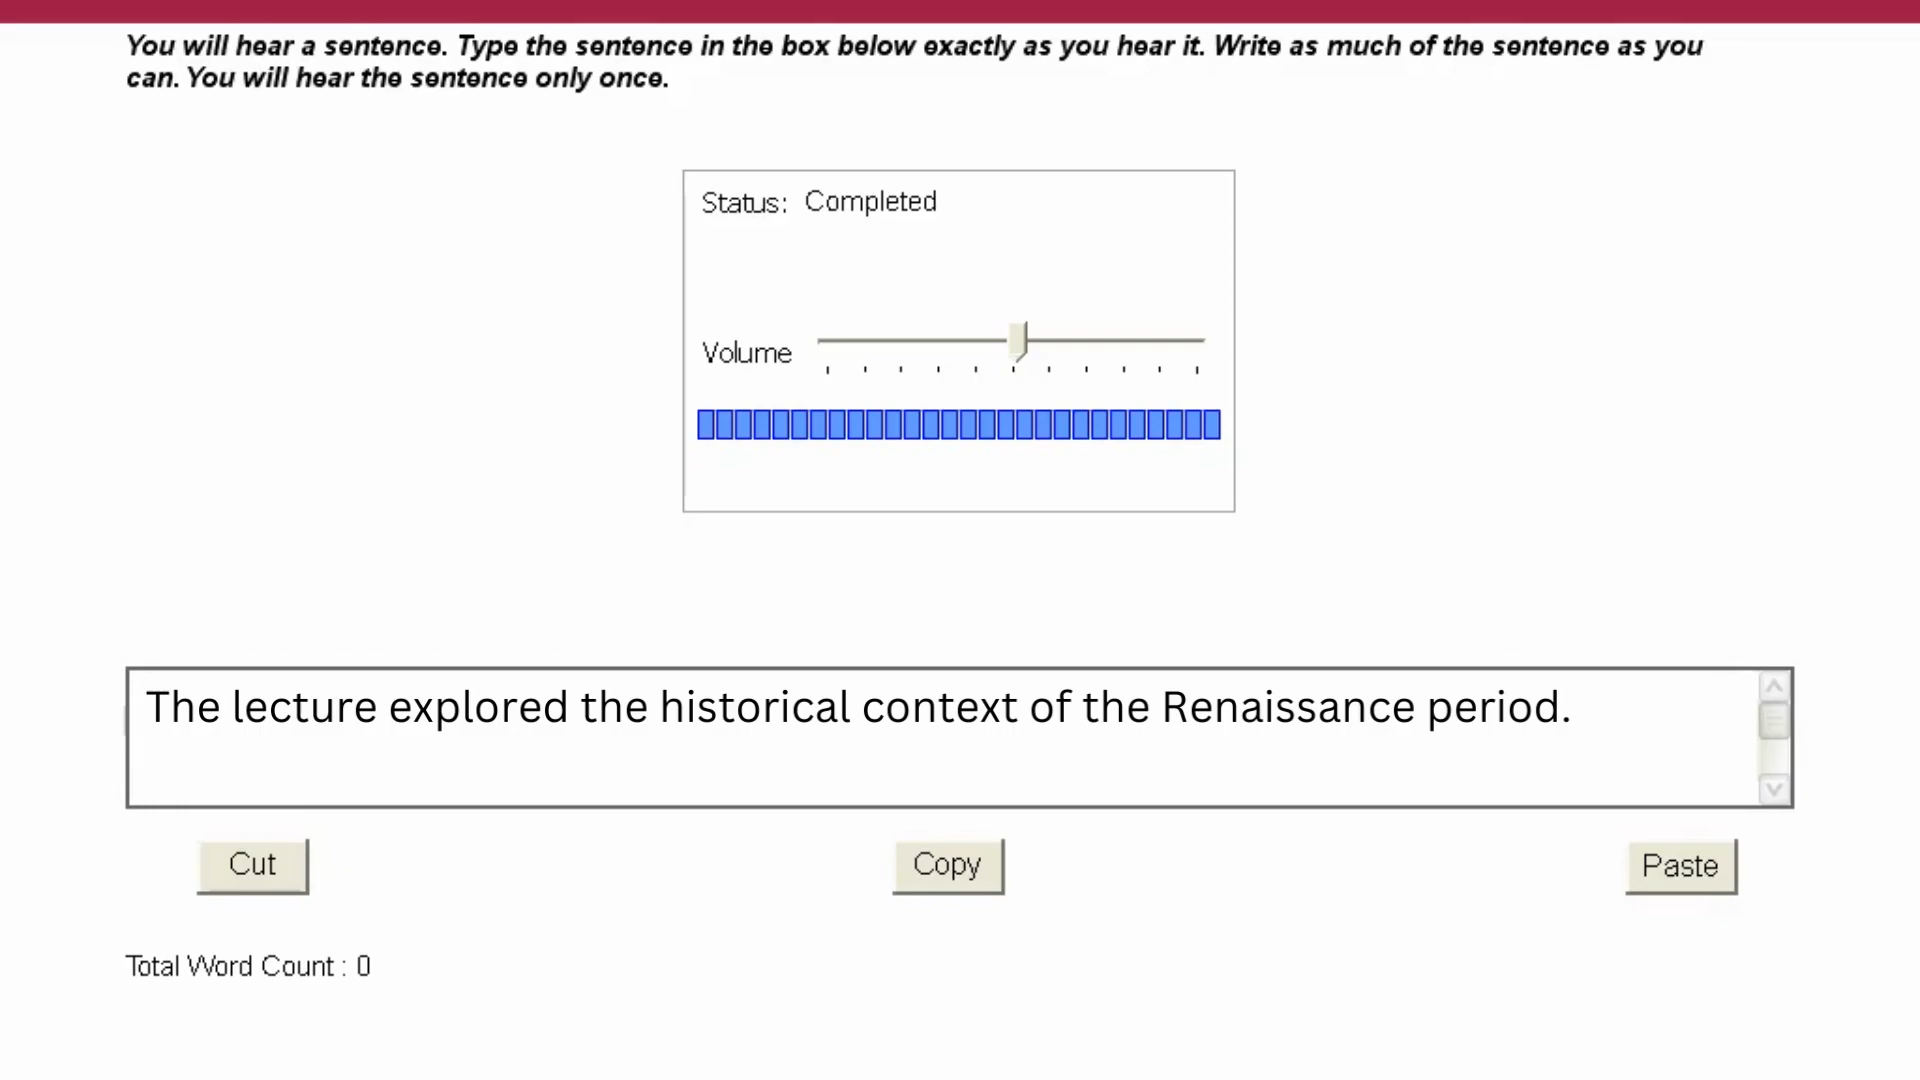 You will hear a sentence. Type the sentence in the box below exactly as you hear it. Write as much of the sentence as you
can. You will hear the sentence only once.
Status: Completed
Volume
The lecture explored the historical context of the Renaissance period.
Cut
Copy
Paste
Total Word Count : 0